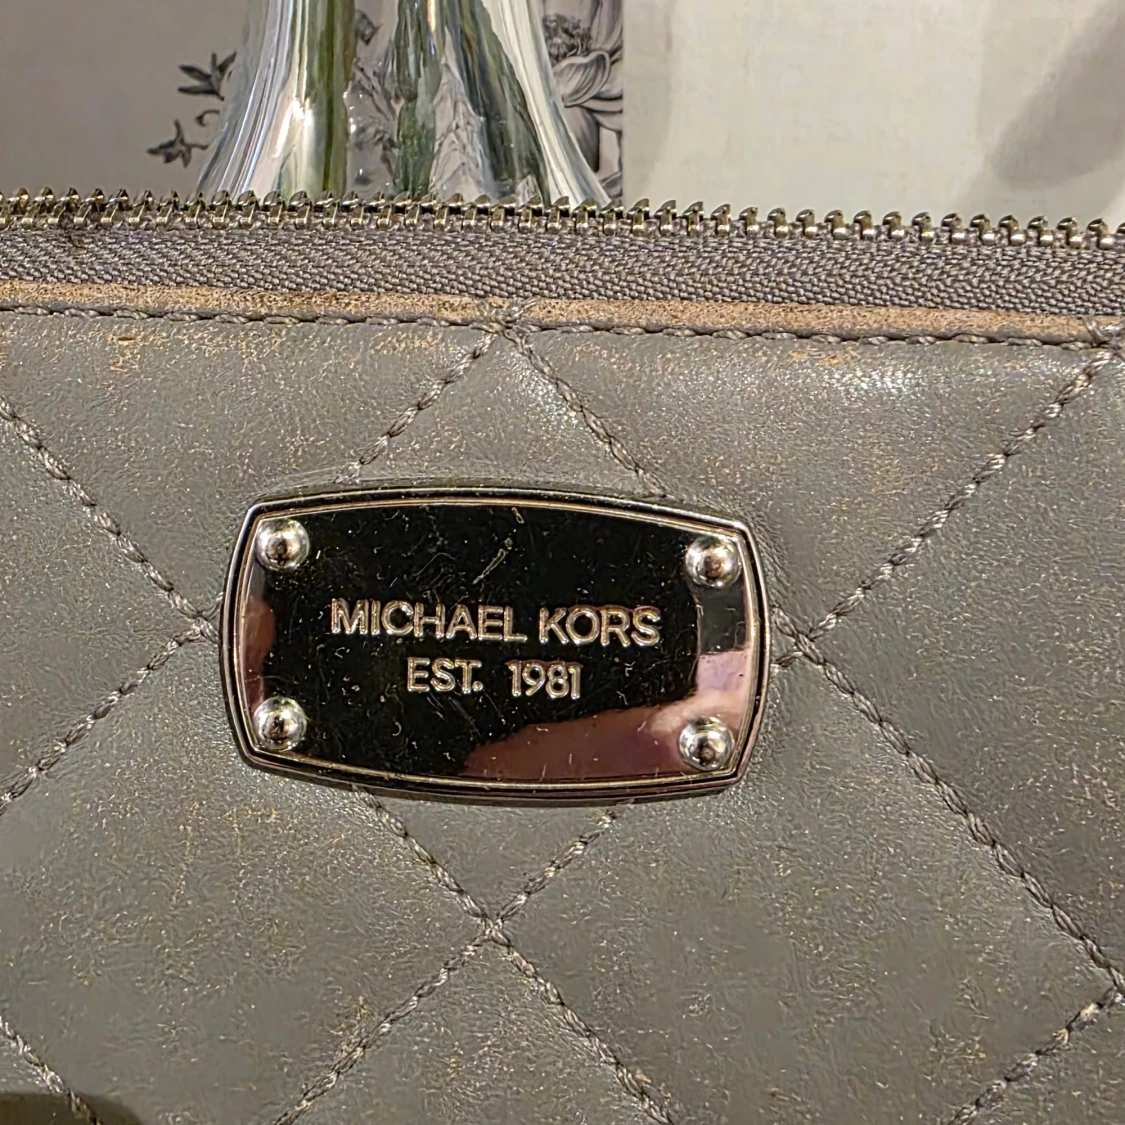 MICHAEL KORS
EST. 1981